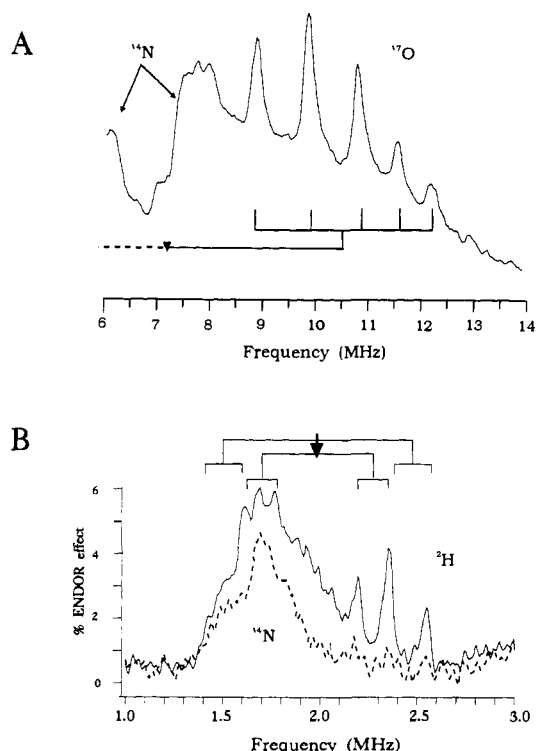 A
¹⁴N
¹⁷O
6 7 8 9 10 11 12 13 14
Frequency (MHz)
B
6
4
2
0
% ENDOR effect
²H
¹⁴N
1.0 1.5 2.0 2.5 3.0
Frequency (MHz)